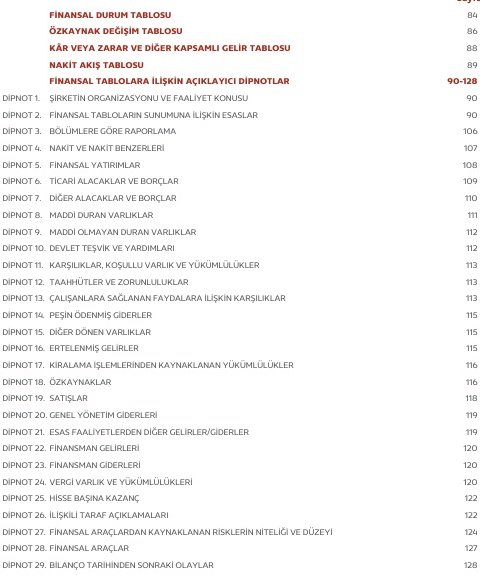 FİNANSAL DURUM TABLOSU 84
ÖZKAYNAK DEĞİŞİM TABLOSU 86
KÂR VEYA ZARAR VE DİĞER KAPSAMLI GELİR TABLOSU 88
NAKİT AKIŞ TABLOSU 89
FİNANSAL TABLOLARA İLİŞKİN AÇIKLAYICI DİPNOTLAR 90-128
DİPNOT 1. ŞİRKETİN ORGANİZASYONU VE FAALİYET KONUSU 90
DİPNOT 2. FİNANSAL TABLOLARIN SUNUMUNA İLİŞKİN ESASLAR 90
DİPNOT 3. BÖLÜMLERE GÖRE RAPORLAMA 106
DİPNOT 4. NAKİT VE NAKİT BENZERLERİ 107
DİPNOT 5. FİNANSAL YATIRIMLAR 108
DİPNOT 6. TİCARİ ALACAKLAR VE BORÇLAR 109
DİPNOT 7. DİĞER ALACAKLAR VE BORÇLAR 110
DİPNOT 8. MADDİ DURAN VARLIKLAR 111
DİPNOT 9. MADDİ OLMAYAN DURAN VARLIKLAR 112
DİPNOT 10. DEVLET TEŞVİK VE YARDIMLARI 112
DİPNOT 11. KARŞILIKLAR, KOŞULLU VARLIK VE YÜKÜMLÜLÜKLER 113
DİPNOT 12. TAAHHÜTLER VE ZORUNLULUKLAR 113
DİPNOT 13. ÇALIŞANLARA SAĞLANAN FAYDALARA İLİŞKİN KARŞILIKLAR 113
DİPNOT 14. PEŞİN ÖDENMİŞ GİDERLER 115
DİPNOT 15. DİĞER DÖNEN VARLIKLAR 115
DİPNOT 16. ERTELENMİŞ GELİRLER 115
DİPNOT 17. KİRALAMA İŞLEMLERİNDEN KAYNAKLANAN YÜKÜMLÜLÜKLER 116
DİPNOT 18. ÖZKAYNAKLAR 116
DİPNOT 19. SATIŞLAR 118
DİPNOT 20. GENEL YÖNETİM GİDERLERİ 119
DİPNOT 21. ESAS FAALİYETLERDEN DİĞER GELİRLER/GİDERLER 119
DİPNOT 22. FİNANSMAN GELİRLERİ 120
DİPNOT 23. FİNANSMAN GİDERLERİ 120
DİPNOT 24. VERGİ VARLIK VE YÜKÜMLÜLÜKLERİ 120
DİPNOT 25. HİSSE BAŞINA KAZANÇ 122
DİPNOT 26. İLİŞKİLİ TARAF AÇIKLAMALARI 122
DİPNOT 27. FİNANSAL ARAÇLARDAN KAYNAKLANAN RİSKLERİN NİTELİĞİ VE DÜZEYİ 124
DİPNOT 28. FİNANSAL ARAÇLAR 127
DİPNOT 29. BİLANÇO TARİHİNDEN SONRAKİ OLAYLAR 128